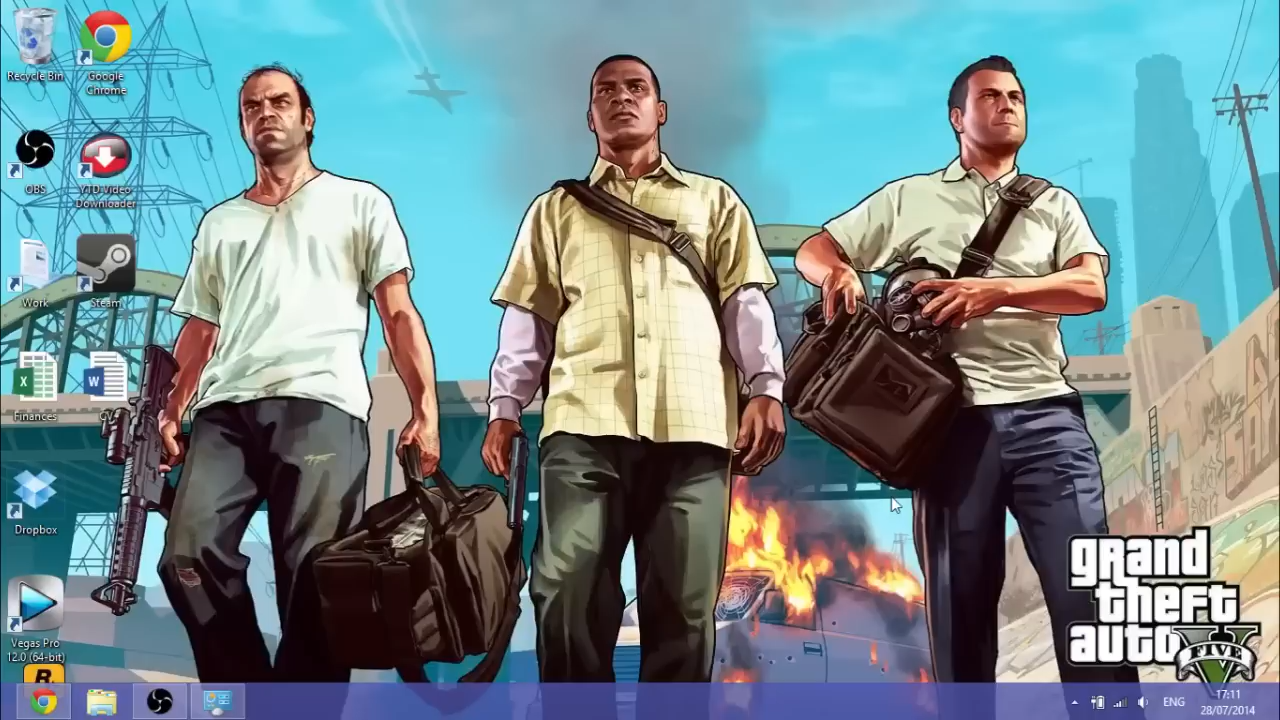 Recycle Bin
Google
Chrome
OBS
YTD Video
Downloader
Work
Steam
X
W
Finances
CV
Dropbox
Vegas Pro
12.0 (64-bit)
R
grand
theft
auto
V
FIVE
ENG
17:11
28/07/2014